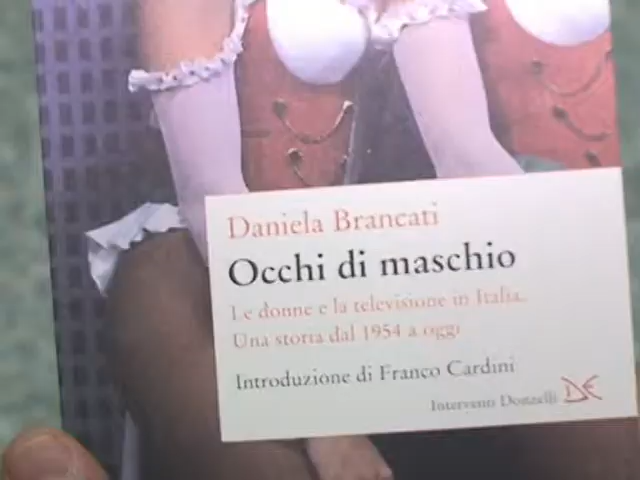 Daniela Brancati
Occhi di maschio
Le donne e la televisione in Italia.
Una storia dal 1954 a oggi
Introduzione di Franco Cardini
Interventi Donzelli